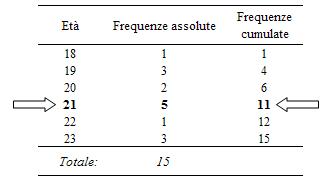 Età Frequenze assolute Frequenze cumulate
18 1 1
19 3 4
20 2 6
21 5 11
22 1 12
23 3 15
Totale: 15